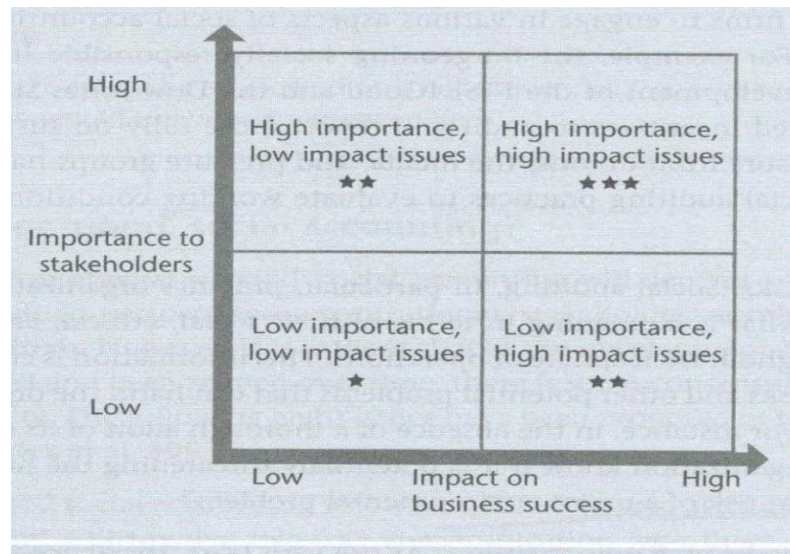 High
High importance,
low impact issues
★★
High importance,
high impact issues
★★★
Importance to
stakeholders
Low importance,
low impact issues
★
Low importance,
high impact issues
★★
Low
Low
Impact on
business success
High